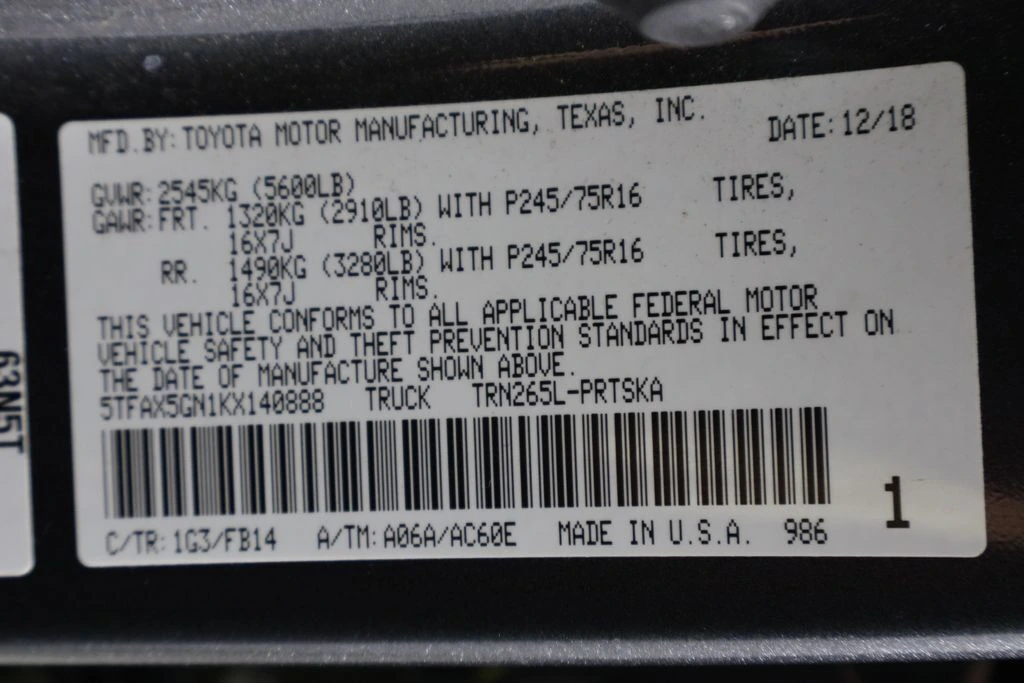 MFD.BY:TOYOTA MOTOR MANUFACTURING, TEXAS, INC. DATE:12/18
GVWR:2545KG (5600LB)
GAWR:FRT. 1320KG (2910LB) WITH P245/75R16 TIRES,
16X7J RIMS.
RR. 1490KG (3280LB) WITH P245/75R16 TIRES,
16X7J RIMS.
THIS VEHICLE CONFORMS TO ALL APPLICABLE FEDERAL MOTOR
VEHICLE SAFETY AND THEFT PREVENTION STANDARDS IN EFFECT ON
THE DATE OF MANUFACTURE SHOWN ABOVE.
5TFAX5GN1KX140888 TRUCK TRN265L-PRTSKA
1
C/TR:1G3/FB14 A/TM:A06A/AC60E MADE IN U.S.A. 986
63N5T